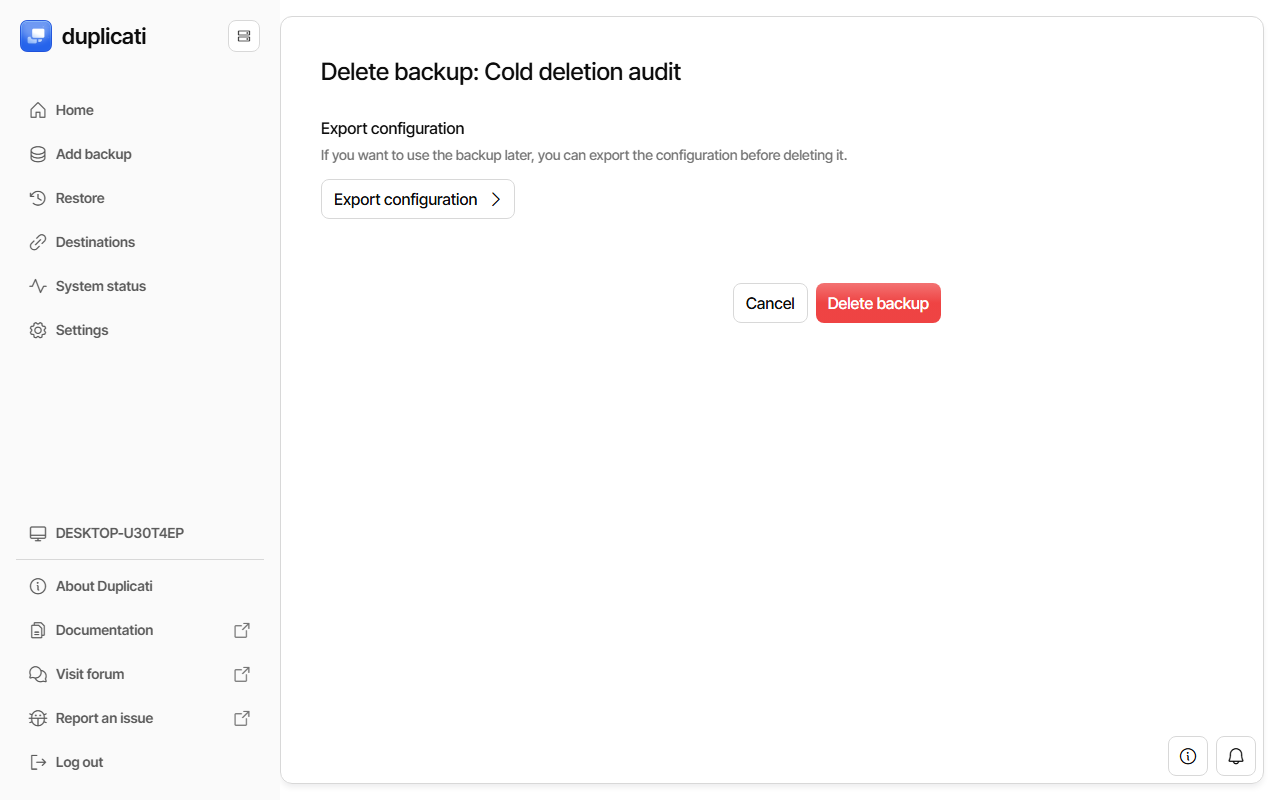 duplicati
Home
Add backup
Restore
Destinations
System status
Settings
DESKTOP-U30T4EP
About Duplicati
Documentation
Visit forum
Report an issue
Log out
Delete backup: Cold deletion audit
Export configuration
If you want to use the backup later, you can export the configuration before deleting it.
Export configuration
Cancel
Delete backup